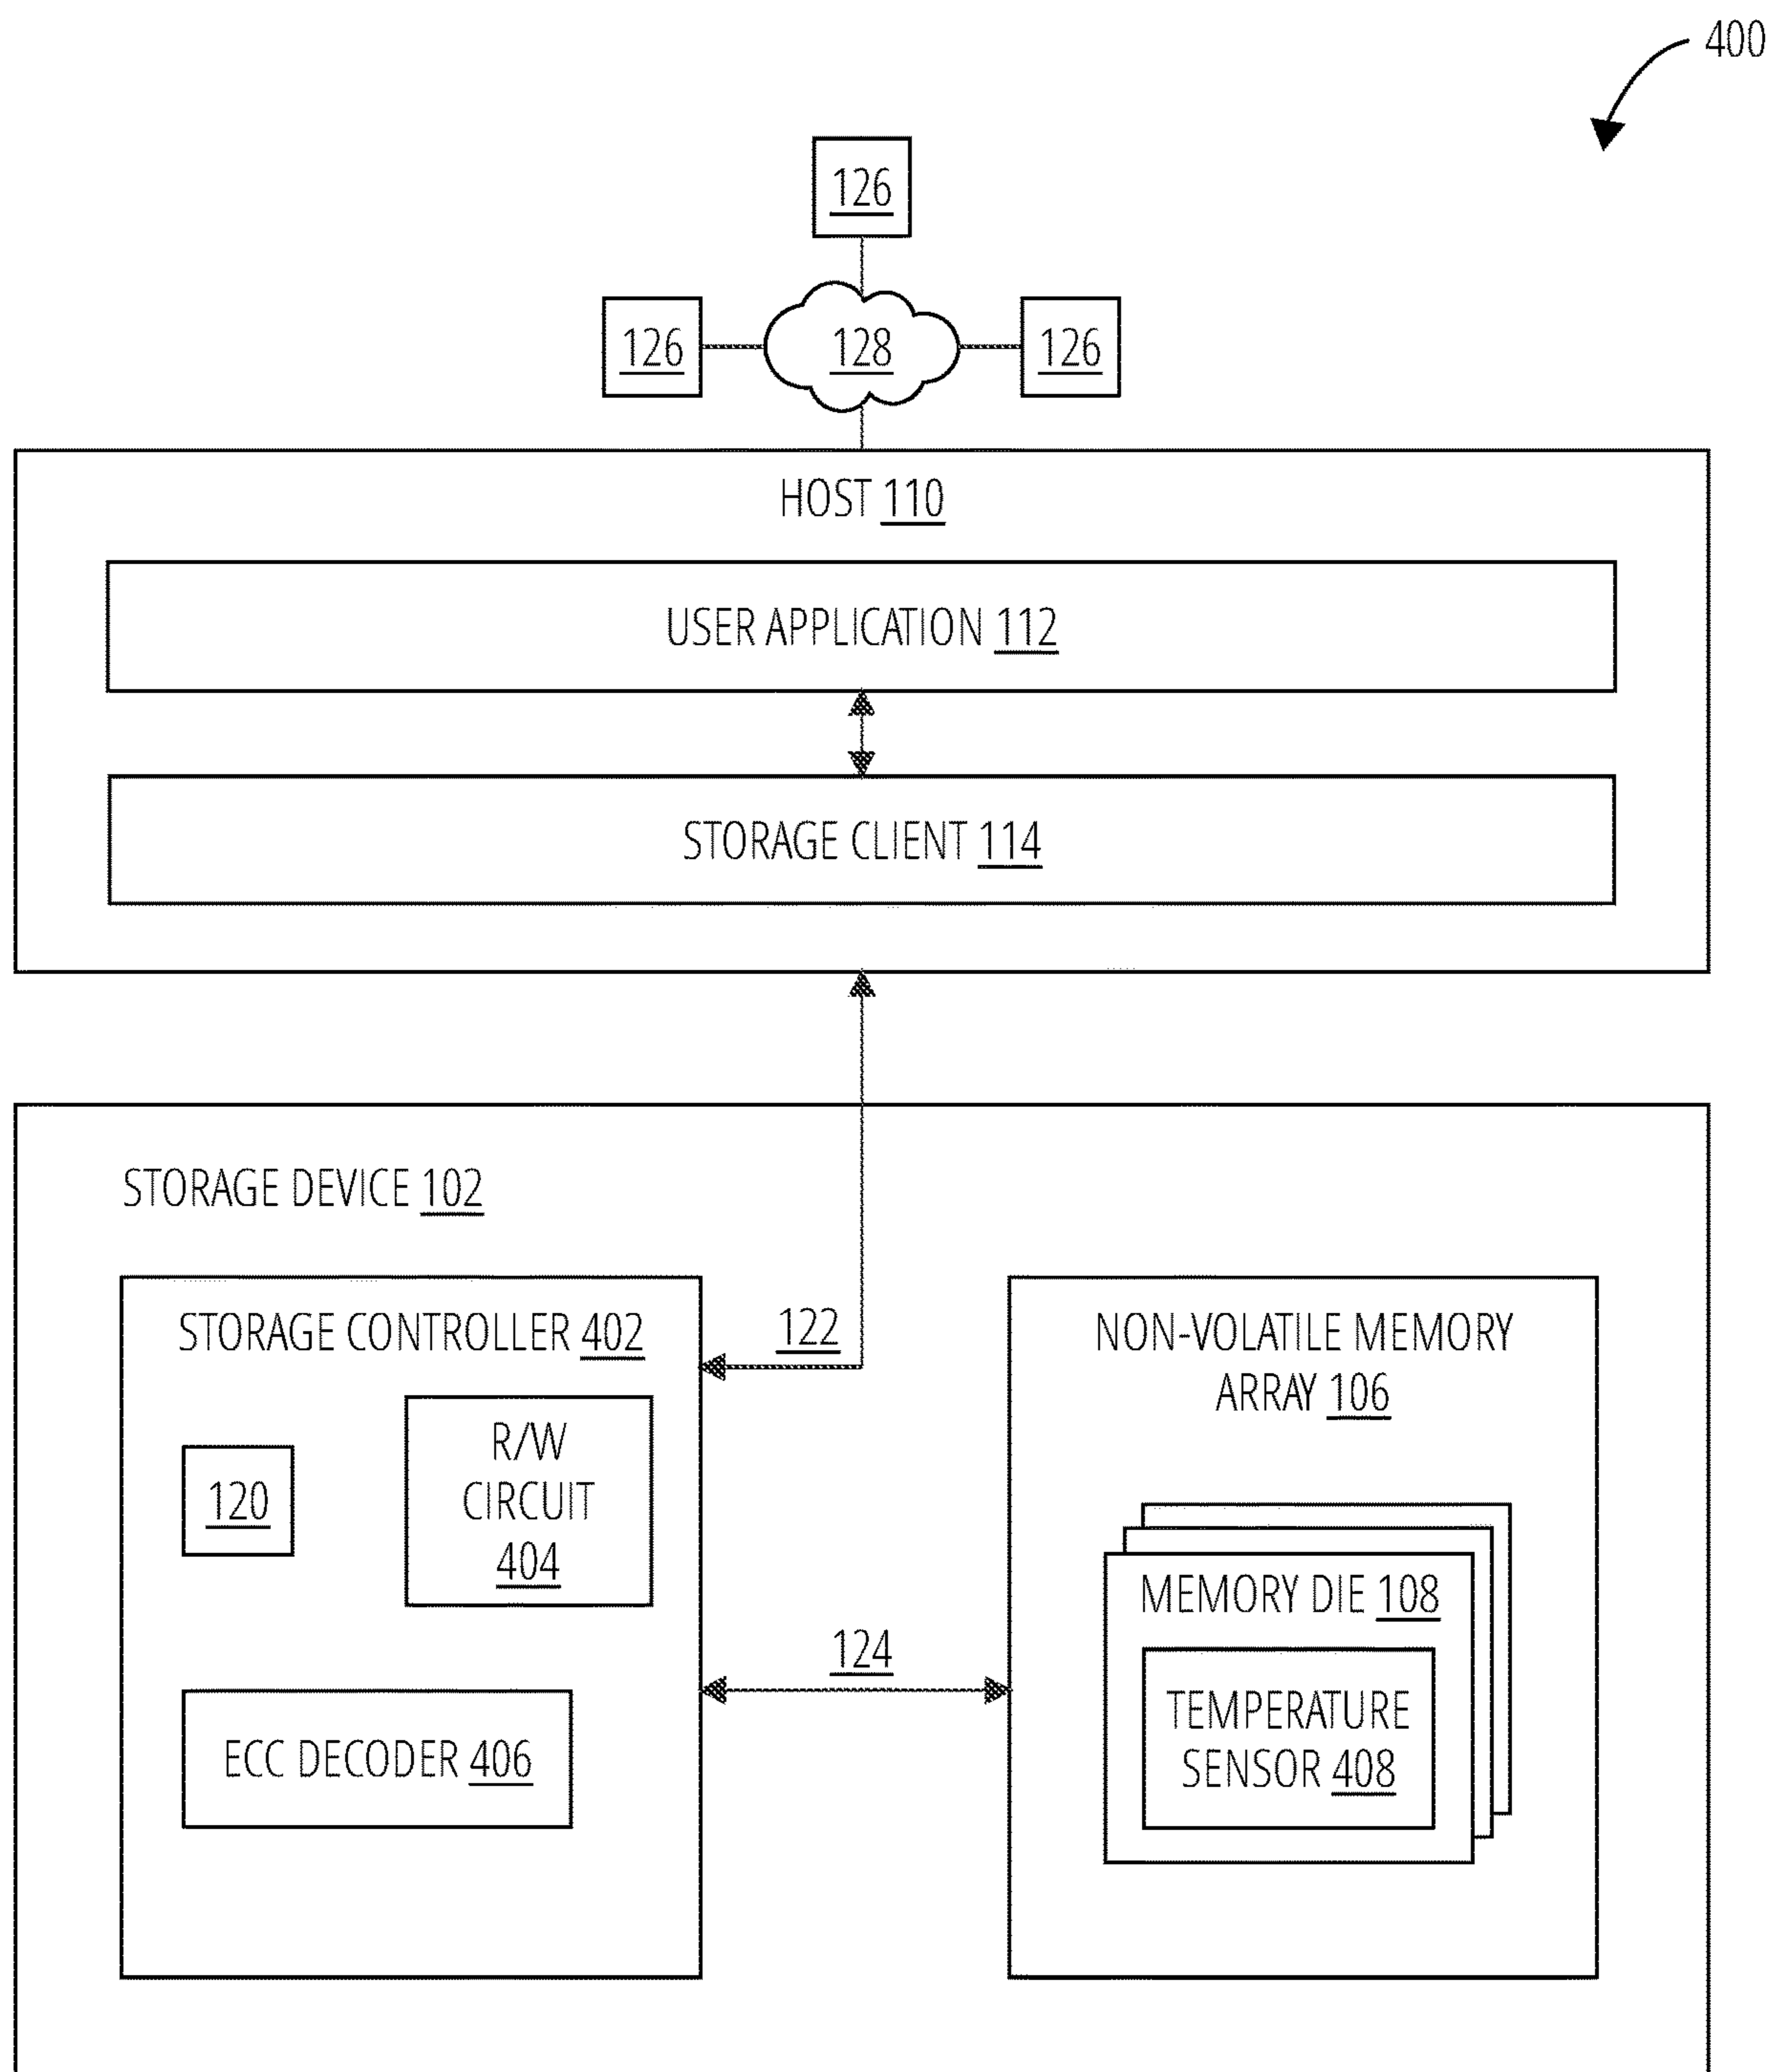 400
126
126
128
126
HOST 110
USER APPLICATION 112
STORAGE CLIENT 114
STORAGE DEVICE 102
STORAGE CONTROLLER 402
122
NON-VOLATILE MEMORY
ARRAY 106
R/W
CIRCUIT
404
120
MEMORY DIE 108
124
TEMPERATURE
SENSOR 408
ECC DECODER 406